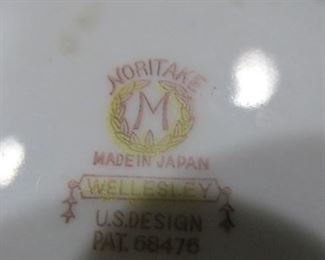 NORITAKE
M
MADE IN JAPAN
WELLESLEY
U.S. DESIGN
PAT. 68476